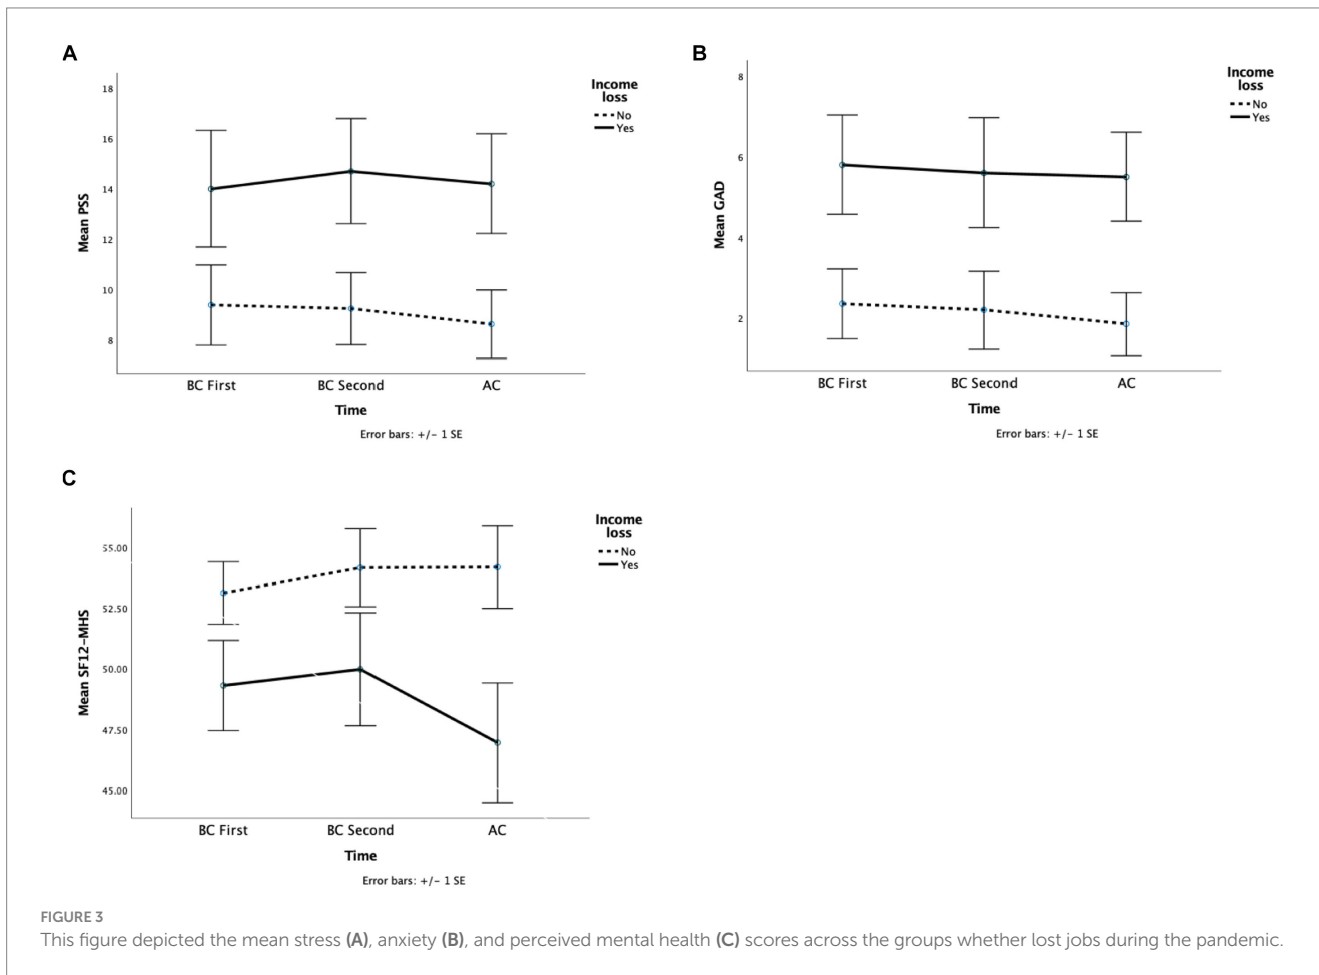 A
Mean PSS
18
16
14
12
10
8
BC First
BC Second
AC
Time
Error bars: +/− 1 SE
Income
loss
No
Yes
B
Mean GAD
8
6
4
2
BC First
BC Second
AC
Time
Error bars: +/− 1 SE
Income
loss
No
Yes
C
Mean SF12−MHS
55.00
52.50
50.00
47.50
45.00
BC First
BC Second
AC
Time
Error bars: +/− 1 SE
Income
loss
No
Yes
FIGURE 3
This figure depicted the mean stress (A), anxiety (B), and perceived mental health (C) scores across the groups whether lost jobs during the pandemic.